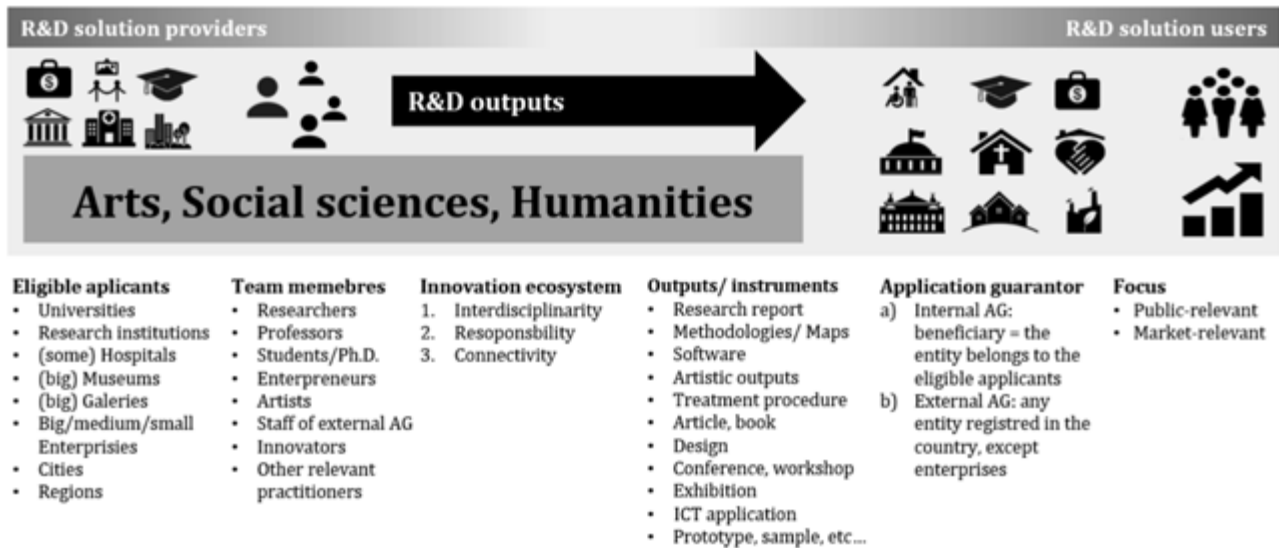 R&D solution providers
R&D solution users
R&D outputs
Arts, Social sciences, Humanities
Eligible aplicants
• Universities
• Research institutions
• (some) Hospitals
• (big) Museums
• (big) Galeries
• Big/medium/small
Enterprisies
• Cities
• Regions
Team memebres
• Researchers
• Professors
• Students/Ph.D.
• Enterpreneurs
• Artists
• Staff of external AG
• Innovators
• Other relevant
practitioners
Innovation ecosystem
1. Interdisciplinarity
2. Resoponsbility
3. Connectivity
Outputs/ instruments
• Research report
• Methodologies/ Maps
• Software
• Artistic outputs
• Treatment procedure
• Article, book
• Design
• Conference, workshop
• Exhibition
• ICT application
• Prototype, sample, etc...
Application guarantor
a) Internal AG:
beneficiary = the
entity belongs to the
eligible applicants
b) External AG: any
entity registred in the
country, except
enterprises
Focus
• Public-relevant
• Market-relevant